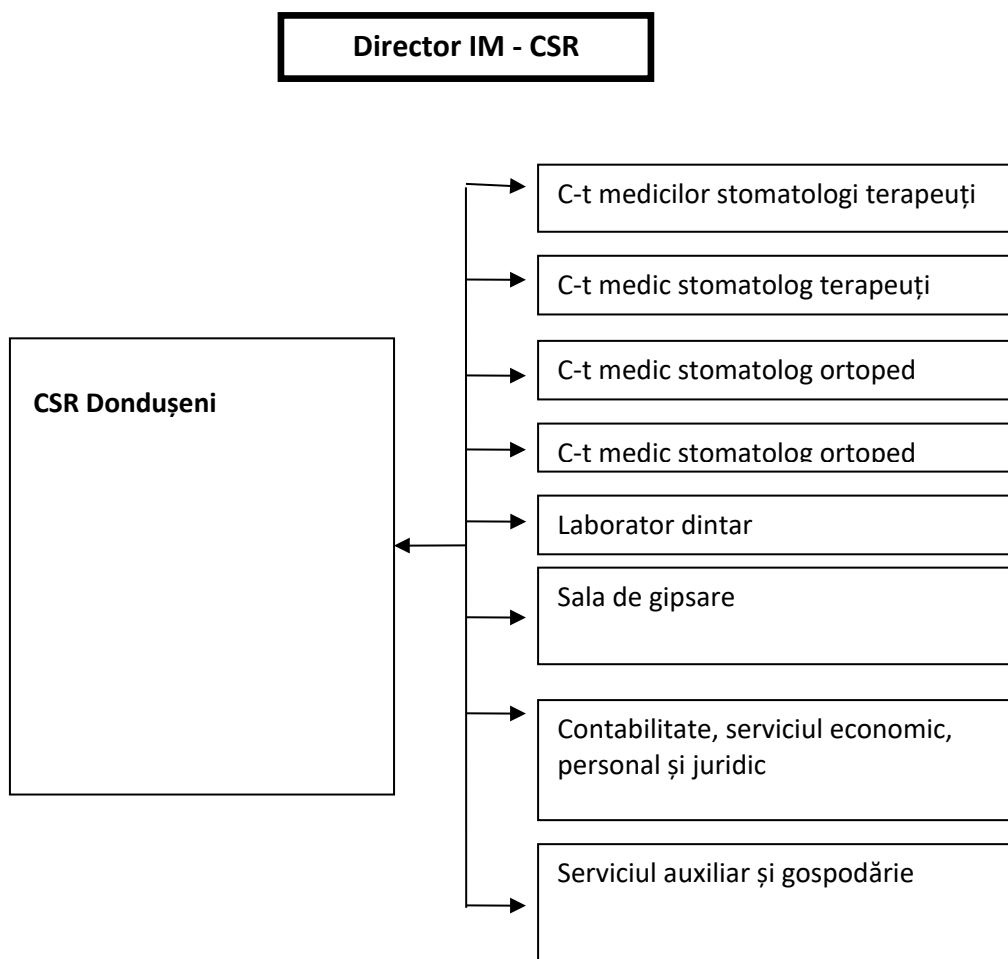 Director IM - CSR
C-t medicilor stomatologi terapeuți
C-t medic stomatolog terapeuți
C-t medic stomatolog ortoped
CSR Dondușeni
C-t medic stomatolog ortoped
Laborator dintar
Sala de gipsare
Contabilitate, serviciul economic,
personal și juridic
Serviciul auxiliar și gospodărie